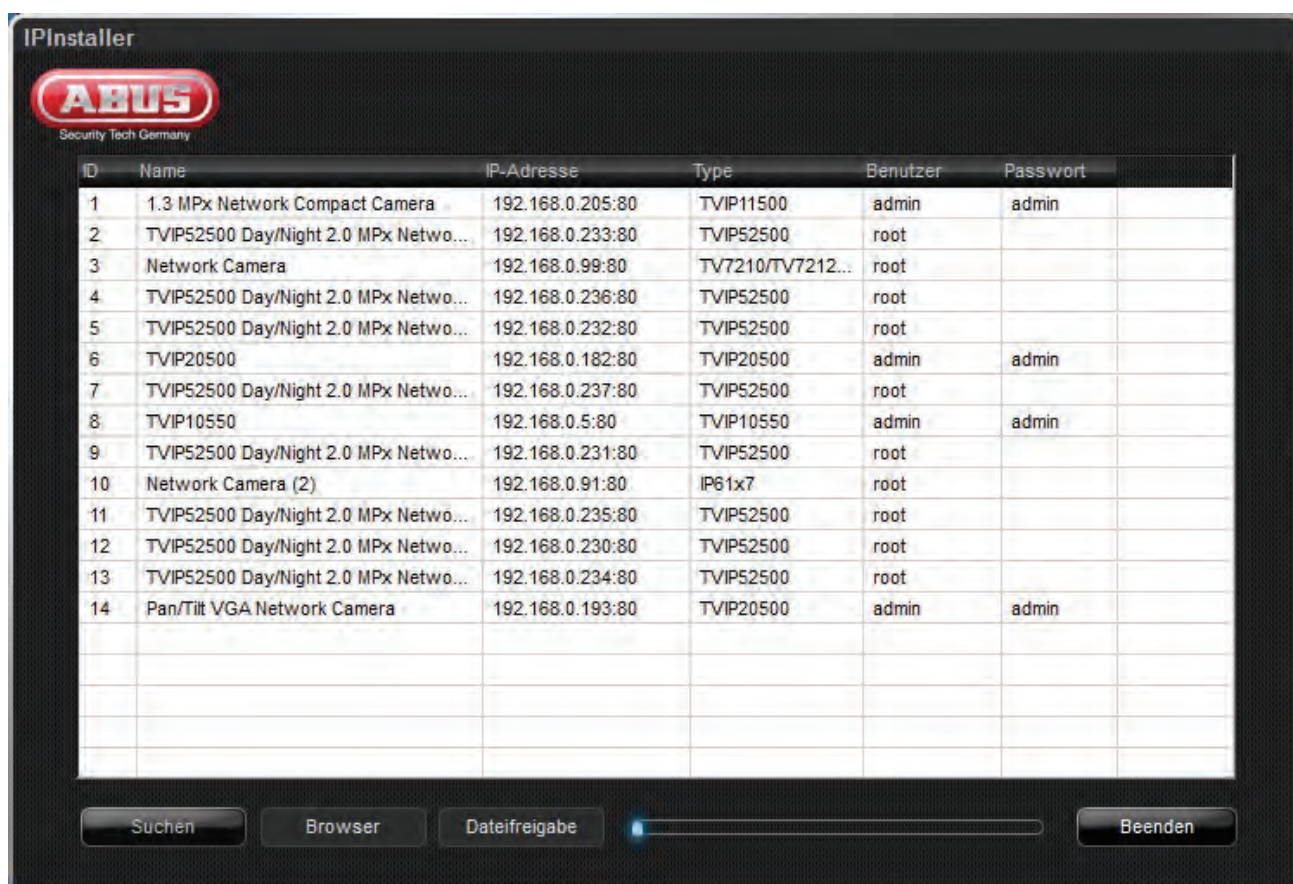 IPInstaller
ABUS
Security Tech Germany
ID Name IP-Adresse Type Benutzer Passwort
1 1.3 MPx Network Compact Camera 192.168.0.205:80 TVIP11500 admin admin
2 TVIP52500 Day/Night 2.0 MPx Netwo... 192.168.0.233:80 TVIP52500 root
3 Network Camera 192.168.0.99:80 TV7210/TV7212... root
4 TVIP52500 Day/Night 2.0 MPx Netwo... 192.168.0.236:80 TVIP52500 root
5 TVIP52500 Day/Night 2.0 MPx Netwo... 192.168.0.232:80 TVIP52500 root
6 TVIP20500 192.168.0.182:80 TVIP20500 admin admin
7 TVIP52500 Day/Night 2.0 MPx Netwo... 192.168.0.237:80 TVIP52500 root
8 TVIP10550 192.168.0.5:80 TVIP10550 admin admin
9 TVIP52500 Day/Night 2.0 MPx Netwo... 192.168.0.231:80 TVIP52500 root
10 Network Camera (2) 192.168.0.91:80 IP61x7 root
11 TVIP52500 Day/Night 2.0 MPx Netwo... 192.168.0.235:80 TVIP52500 root
12 TVIP52500 Day/Night 2.0 MPx Netwo... 192.168.0.230:80 TVIP52500 root
13 TVIP52500 Day/Night 2.0 MPx Netwo... 192.168.0.234:80 TVIP52500 root
14 Pan/Tilt VGA Network Camera 192.168.0.193:80 TVIP20500 admin admin
Suchen Browser Dateifreigabe Beenden